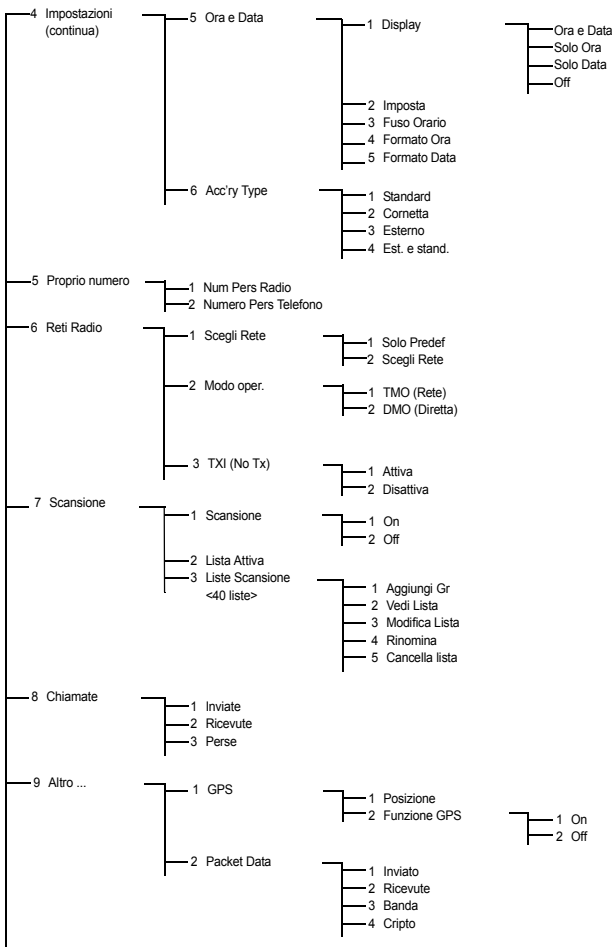 4 Impostazioni
(continua)
5 Ora e Data
1 Display
Ora e Data
Solo Ora
Solo Data
Off
2 Imposta
3 Fuso Orario
4 Formato Ora
5 Formato Data
6 Acc'ry Type
1 Standard
2 Cornetta
3 Esterno
4 Est. e stand.
5 Proprio numero
1 Num Pers Radio
2 Numero Pers Telefono
6 Reti Radio
1 Scegli Rete
1 Solo Predef
2 Scegli Rete
2 Modo oper.
1 TMO (Rete)
2 DMO (Diretta)
3 TXI (No Tx)
1 Attiva
2 Disattiva
7 Scansione
1 Scansione
1 On
2 Off
2 Lista Attiva
3 Liste Scansione
<40 liste>
1 Aggiungi Gr
2 Vedi Lista
3 Modifica Lista
4 Rinomina
5 Cancella lista
8 Chiamate
1 Inviate
2 Ricevute
3 Perse
9 Altro ...
1 GPS
1 Posizione
2 Funzione GPS
1 On
2 Off
2 Packet Data
1 Inviato
2 Ricevute
3 Banda
4 Cripto